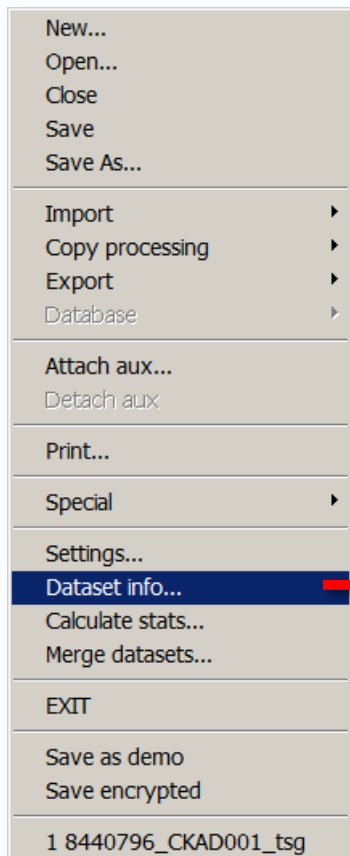 New...
Open...
Close
Save
Save As...
Import
Copy processing
Export
Database
Attach aux...
Detach aux
Print...
Special
Settings...
Dataset info...
Calculate stats...
Merge datasets...
EXIT
Save as demo
Save encrypted
1 8440796_CKAD001_tsg